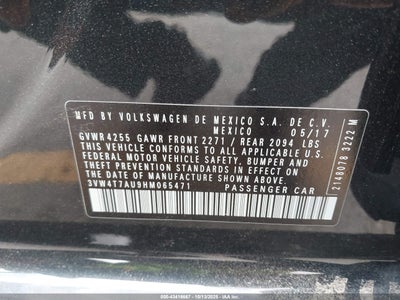 MFD BY VOLKSWAGEN DE MEXICO S.A. DE C.V.
MEXICO 05/17
GVWR 4255 GAWR FRONT 2271 / REAR 2094 LBS
THIS VEHICLE CONFORMS TO ALL APPLICABLE
FEDERAL MOTOR VEHICLE SAFETY, BUMPER AND
THEFT PREVENTION STANDARDS IN EFFECT ON THE
DATE OF MANUFACTURE SHOWN ABOVE U.S.A.
3VW4T7AU9HM065471 PASSENGER CAR
2148078 3222 M